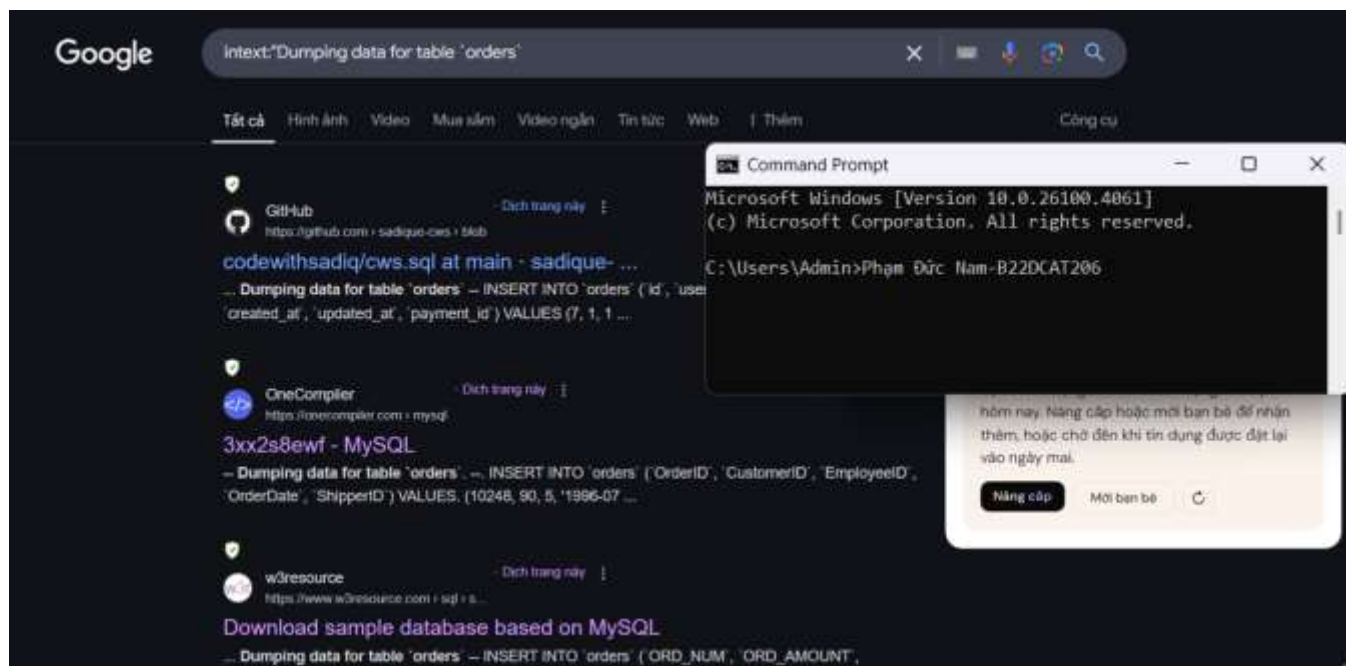 Google
intext:"Dumping data for table `orders`
Tất cả Hình ảnh Video Mua sắm Video ngắn Tin tức Web Thêm Công cụ
GitHub · Dịch trang này
https://github.com › sadique-cws › blob
codewithsadiq/cws.sql at main · sadique- ...
... Dumping data for table `orders` -- INSERT INTO `orders` (`id`, `use
`created_at`, `updated_at`, `payment_id`) VALUES (7, 1, 1 ...
OneCompiler · Dịch trang này
https://onecompiler.com › mysql
3xx2s8ewf - MySQL
-- Dumping data for table `orders`. --. INSERT INTO `orders` (`OrderID`, `CustomerID`, `EmployeeID`,
`OrderDate`, `ShipperID`) VALUES. (10248, 90, 5, '1996-07 ...
w3resource · Dịch trang này
https://www.w3resource.com › sql › s...
Download sample database based on MySQL
... Dumping data for table `orders` -- INSERT INTO `orders` (`ORD_NUM`, `ORD_AMOUNT`,
Command Prompt
Microsoft Windows [Version 10.0.26100.4061]
(c) Microsoft Corporation. All rights reserved.
C:\Users\Admin>Phạm Đức Nam-B22DCAT206
hôm nay. Nâng cấp hoặc mời bạn bè để nhận
thêm, hoặc chờ đến khi tín dụng được đặt lại
vào ngày mai.
Nâng cấp Mời bạn bè